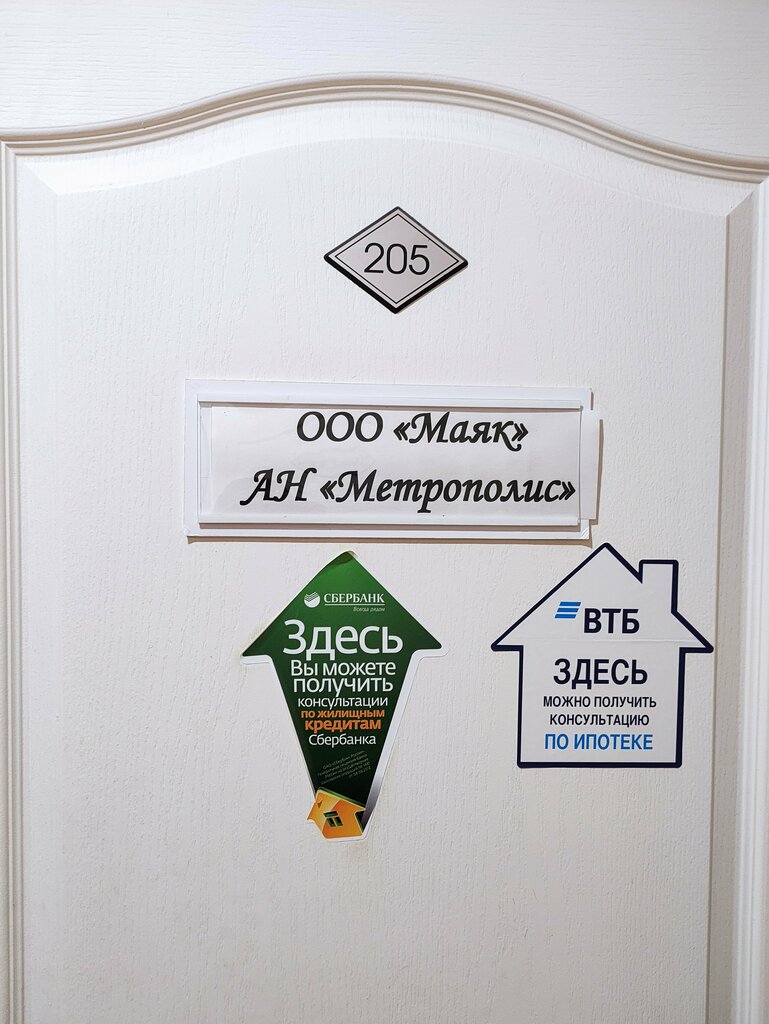 205
ООО «Маяк»
АН «Метрополис»
СБЕРБАНК
Всегда рядом
Здесь
Вы можете
получить
консультации
по жилищным
кредитам
Сбербанка
ВТБ
ЗДЕСЬ
МОЖНО ПОЛУЧИТЬ
КОНСУЛЬТАЦИЮ
ПО ИПОТЕКЕ